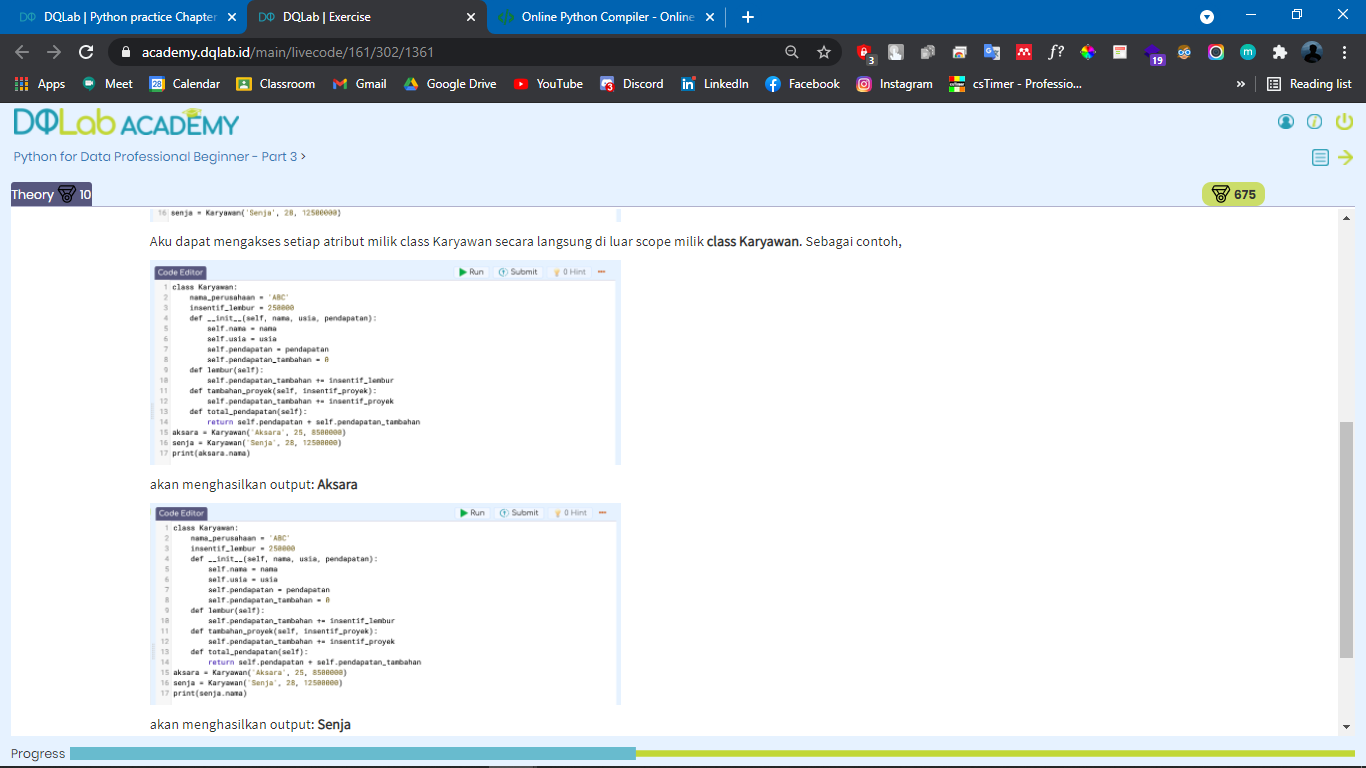 DQLab | Python practice Chapter
DQLab | Exercise
Online Python Compiler - Online
academy.dqlab.id/main/livecode/161/302/1361
3
19
Apps
Meet
28
Calendar
Classroom
Gmail
Google Drive
YouTube
3
Discord
LinkedIn
Facebook
Instagram
csTimer - Professio...
»
Reading list
DQLab ACADEMY
Python for Data Professional Beginner - Part 3 >
Theory 10
675
16 senja = Karyawan('Senja', 28, 12500000)
Aku dapat mengakses setiap atribut milik class Karyawan secara langsung di luar scope milik class Karyawan. Sebagai contoh,
Code Editor Run Submit 0 Hint
1 class Karyawan:
2 nama_perusahaan = 'ABC'
3 insentif_lembur = 250000
4 def __init__(self, nama, usia, pendapatan):
5 self.nama = nama
6 self.usia = usia
7 self.pendapatan = pendapatan
8 self.pendapatan_tambahan = 0
9 def lembur(self):
10 self.pendapatan_tambahan += insentif_lembur
11 def tambahan_proyek(self, insentif_proyek):
12 self.pendapatan_tambahan += insentif_proyek
13 def total_pendapatan(self):
14 return self.pendapatan + self.pendapatan_tambahan
15 aksara = Karyawan('Aksara', 25, 8500000)
16 senja = Karyawan('Senja', 28, 12500000)
17 print(aksara.nama)
akan menghasilkan output: Aksara
Code Editor Run Submit 0 Hint
1 class Karyawan:
2 nama_perusahaan = 'ABC'
3 insentif_lembur = 250000
4 def __init__(self, nama, usia, pendapatan):
5 self.nama = nama
6 self.usia = usia
7 self.pendapatan = pendapatan
8 self.pendapatan_tambahan = 0
9 def lembur(self):
10 self.pendapatan_tambahan += insentif_lembur
11 def tambahan_proyek(self, insentif_proyek):
12 self.pendapatan_tambahan += insentif_proyek
13 def total_pendapatan(self):
14 return self.pendapatan + self.pendapatan_tambahan
15 aksara = Karyawan('Aksara', 25, 8500000)
16 senja = Karyawan('Senja', 28, 12500000)
17 print(senja.nama)
akan menghasilkan output: Senja
Progress